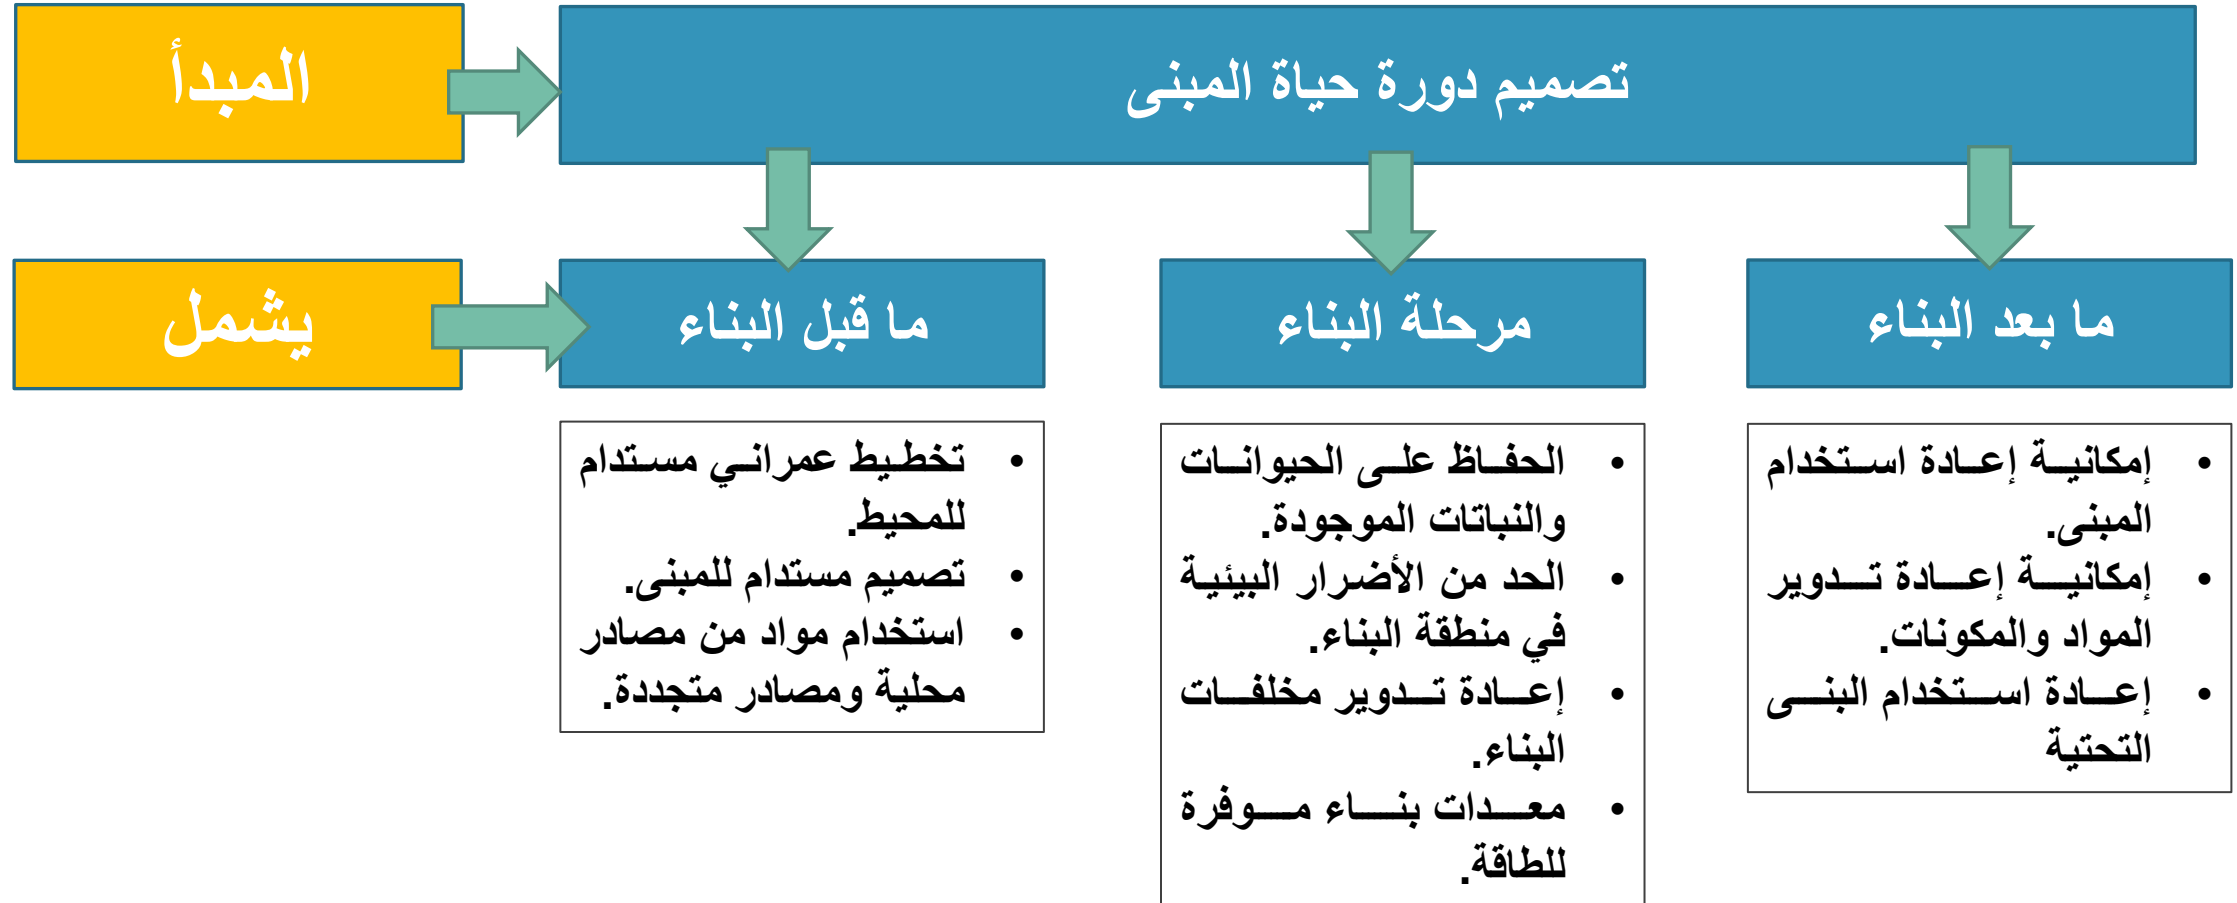 المبدأ
تصميم دورة حياة المبنى
يشمل
ما قبل البناء
مرحلة البناء
ما بعد البناء
• تخطيط عمراني مستدام
للمحيط.
• تصميم مستدام للمبنى.
• استخدام مواد من مصادر
محلية ومصادر متجددة.
• الحفاظ على الحيوانات
والنباتات الموجودة.
• الحد من الأضرار البيئية
في منطقة البناء.
• إعادة تدوير مخلفات
البناء.
• معدات بناء موفرة
للطاقة.
• إمكانية إعادة استخدام
المبنى.
• إمكانية إعادة تدوير
المواد والمكونات.
• إعادة استخدام البنى
التحتية